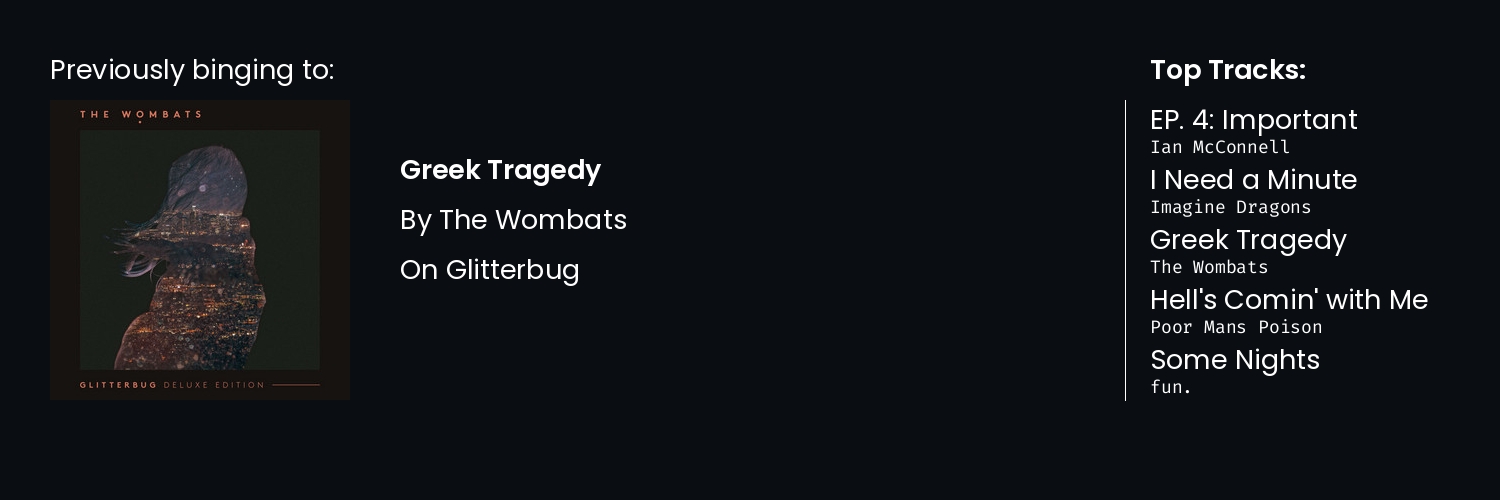 Previously binging to:
THE WOMBATS
GLITTERBUG DELUXE EDITION
Greek Tragedy
By The Wombats
On Glitterbug
Top Tracks:
EP. 4: Important
Ian McConnell
I Need a Minute
Imagine Dragons
Greek Tragedy
The Wombats
Hell's Comin' with Me
Poor Mans Poison
Some Nights
fun.